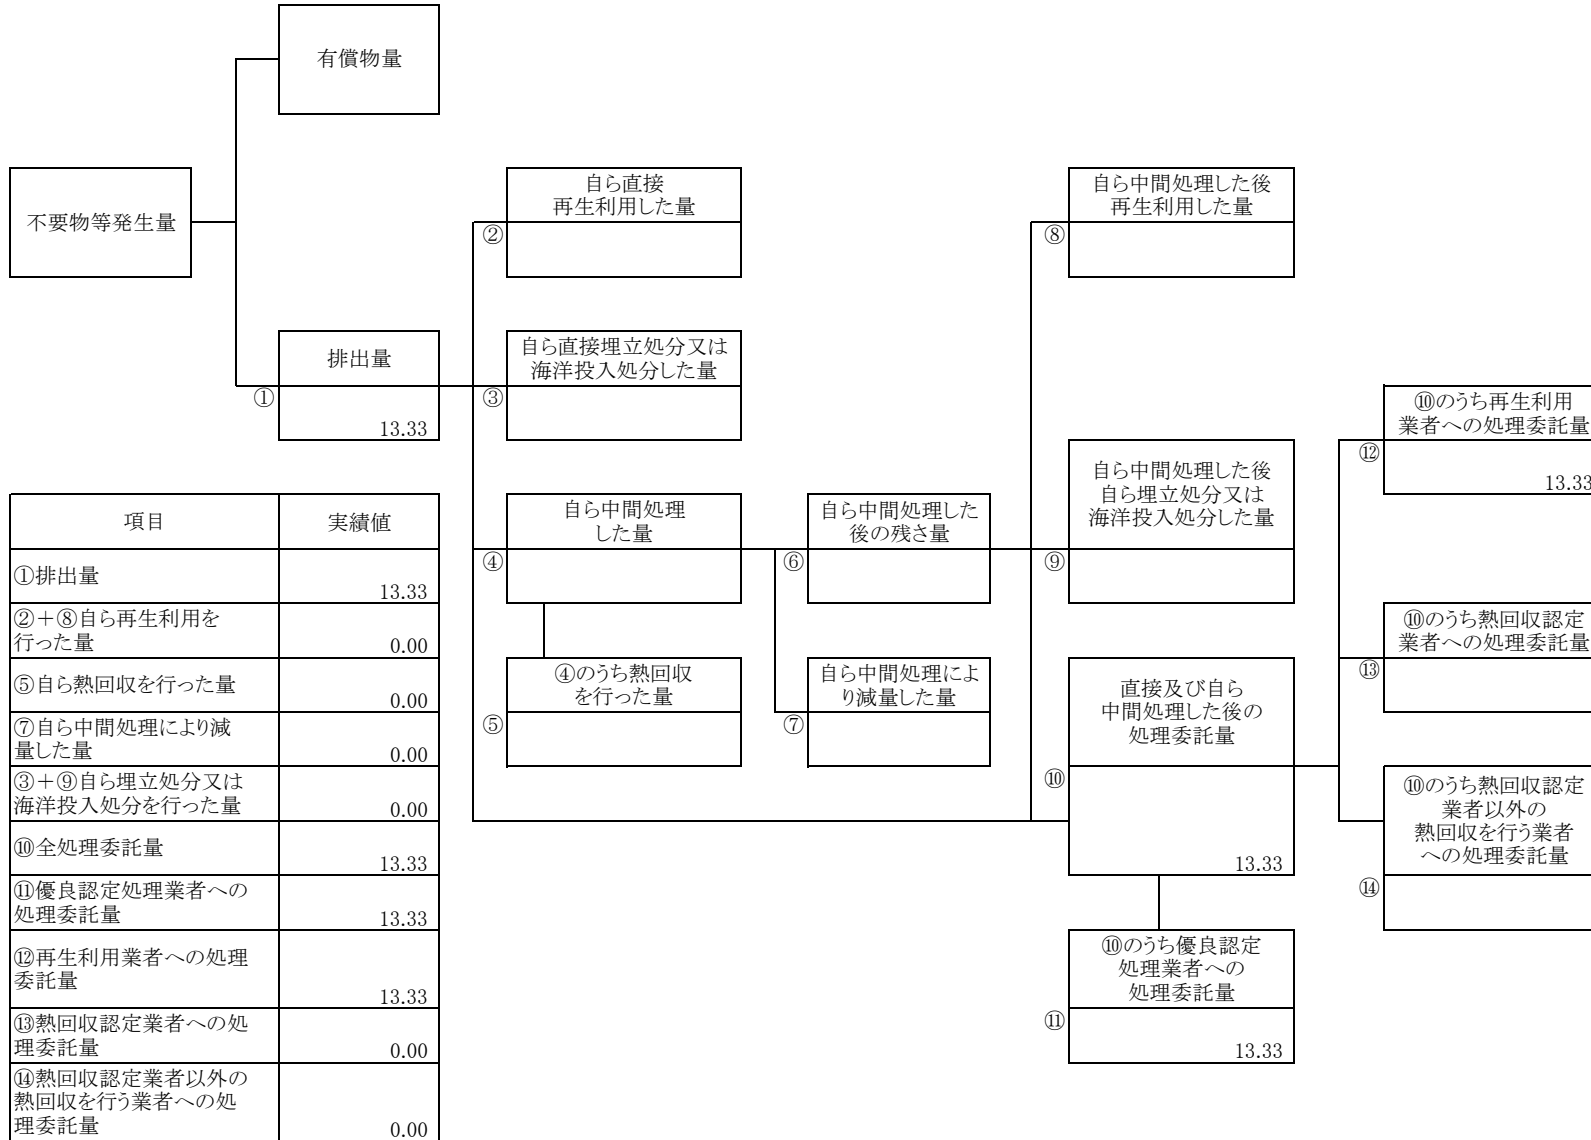 有償物量
不要物等発生量
自ら直接
再生利用した量
②
自ら中間処理した後
再生利用した量
⑧
排出量
①
13.33
自ら直接埋立処分又は
海洋投入処分した量
③
⑩のうち再生利用
業者への処理委託量
⑫
13.33
自ら中間処理
した量
④
自ら中間処理した
後の残さ量
⑥
自ら中間処理した後
自ら埋立処分又は
海洋投入処分した量
⑨
④のうち熱回収
を行った量
⑤
自ら中間処理によ
り減量した量
⑦
直接及び自ら
中間処理した後の
処理委託量
⑩
13.33
⑩のうち熱回収認定
業者への処理委託量
⑬
⑩のうち熱回収認定
業者以外の
熱回収を行う業者
への処理委託量
⑭
⑩のうち優良認定
処理業者への
処理委託量
⑪
13.33
項目 実績値
①排出量
13.33
②＋⑧自ら再生利用を
行った量
0.00
⑤自ら熱回収を行った量
0.00
⑦自ら中間処理により減
量した量
0.00
③＋⑨自ら埋立処分又は
海洋投入処分を行った量
0.00
⑩全処理委託量
13.33
⑪優良認定処理業者への
処理委託量
13.33
⑫再生利用業者への処理
委託量
13.33
⑬熱回収認定業者への処
理委託量
0.00
⑭熱回収認定業者以外の
熱回収を行う業者への処
理委託量
0.00